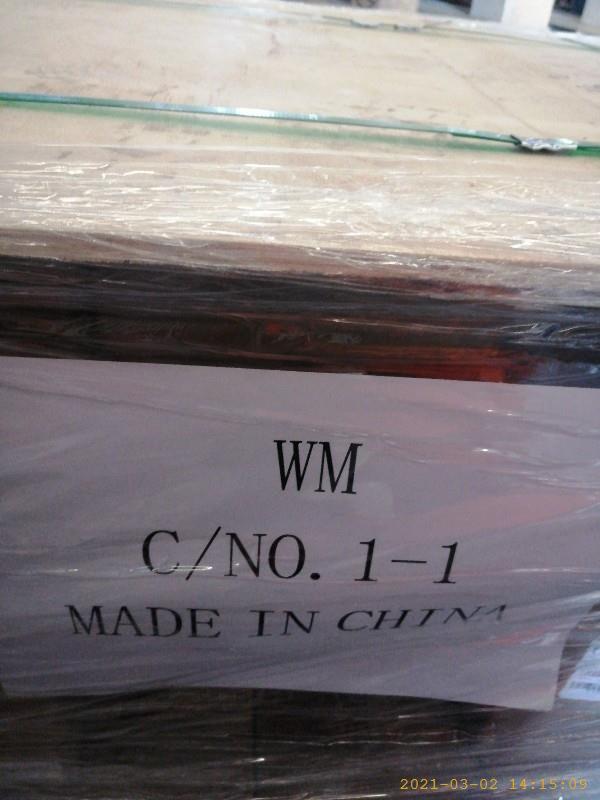 WM
C/NO. 1-1
MADE IN CHINA
2021-03-02 14:15:09